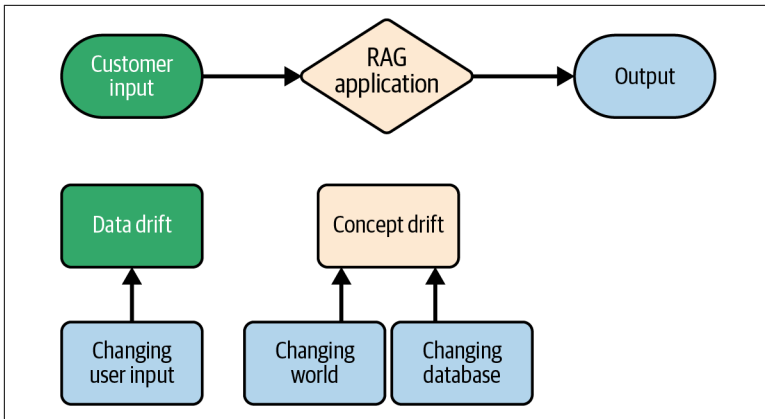 Customer
input
RAG
application
Output
Data drift
Concept drift
Changing
user input
Changing
world
Changing
database